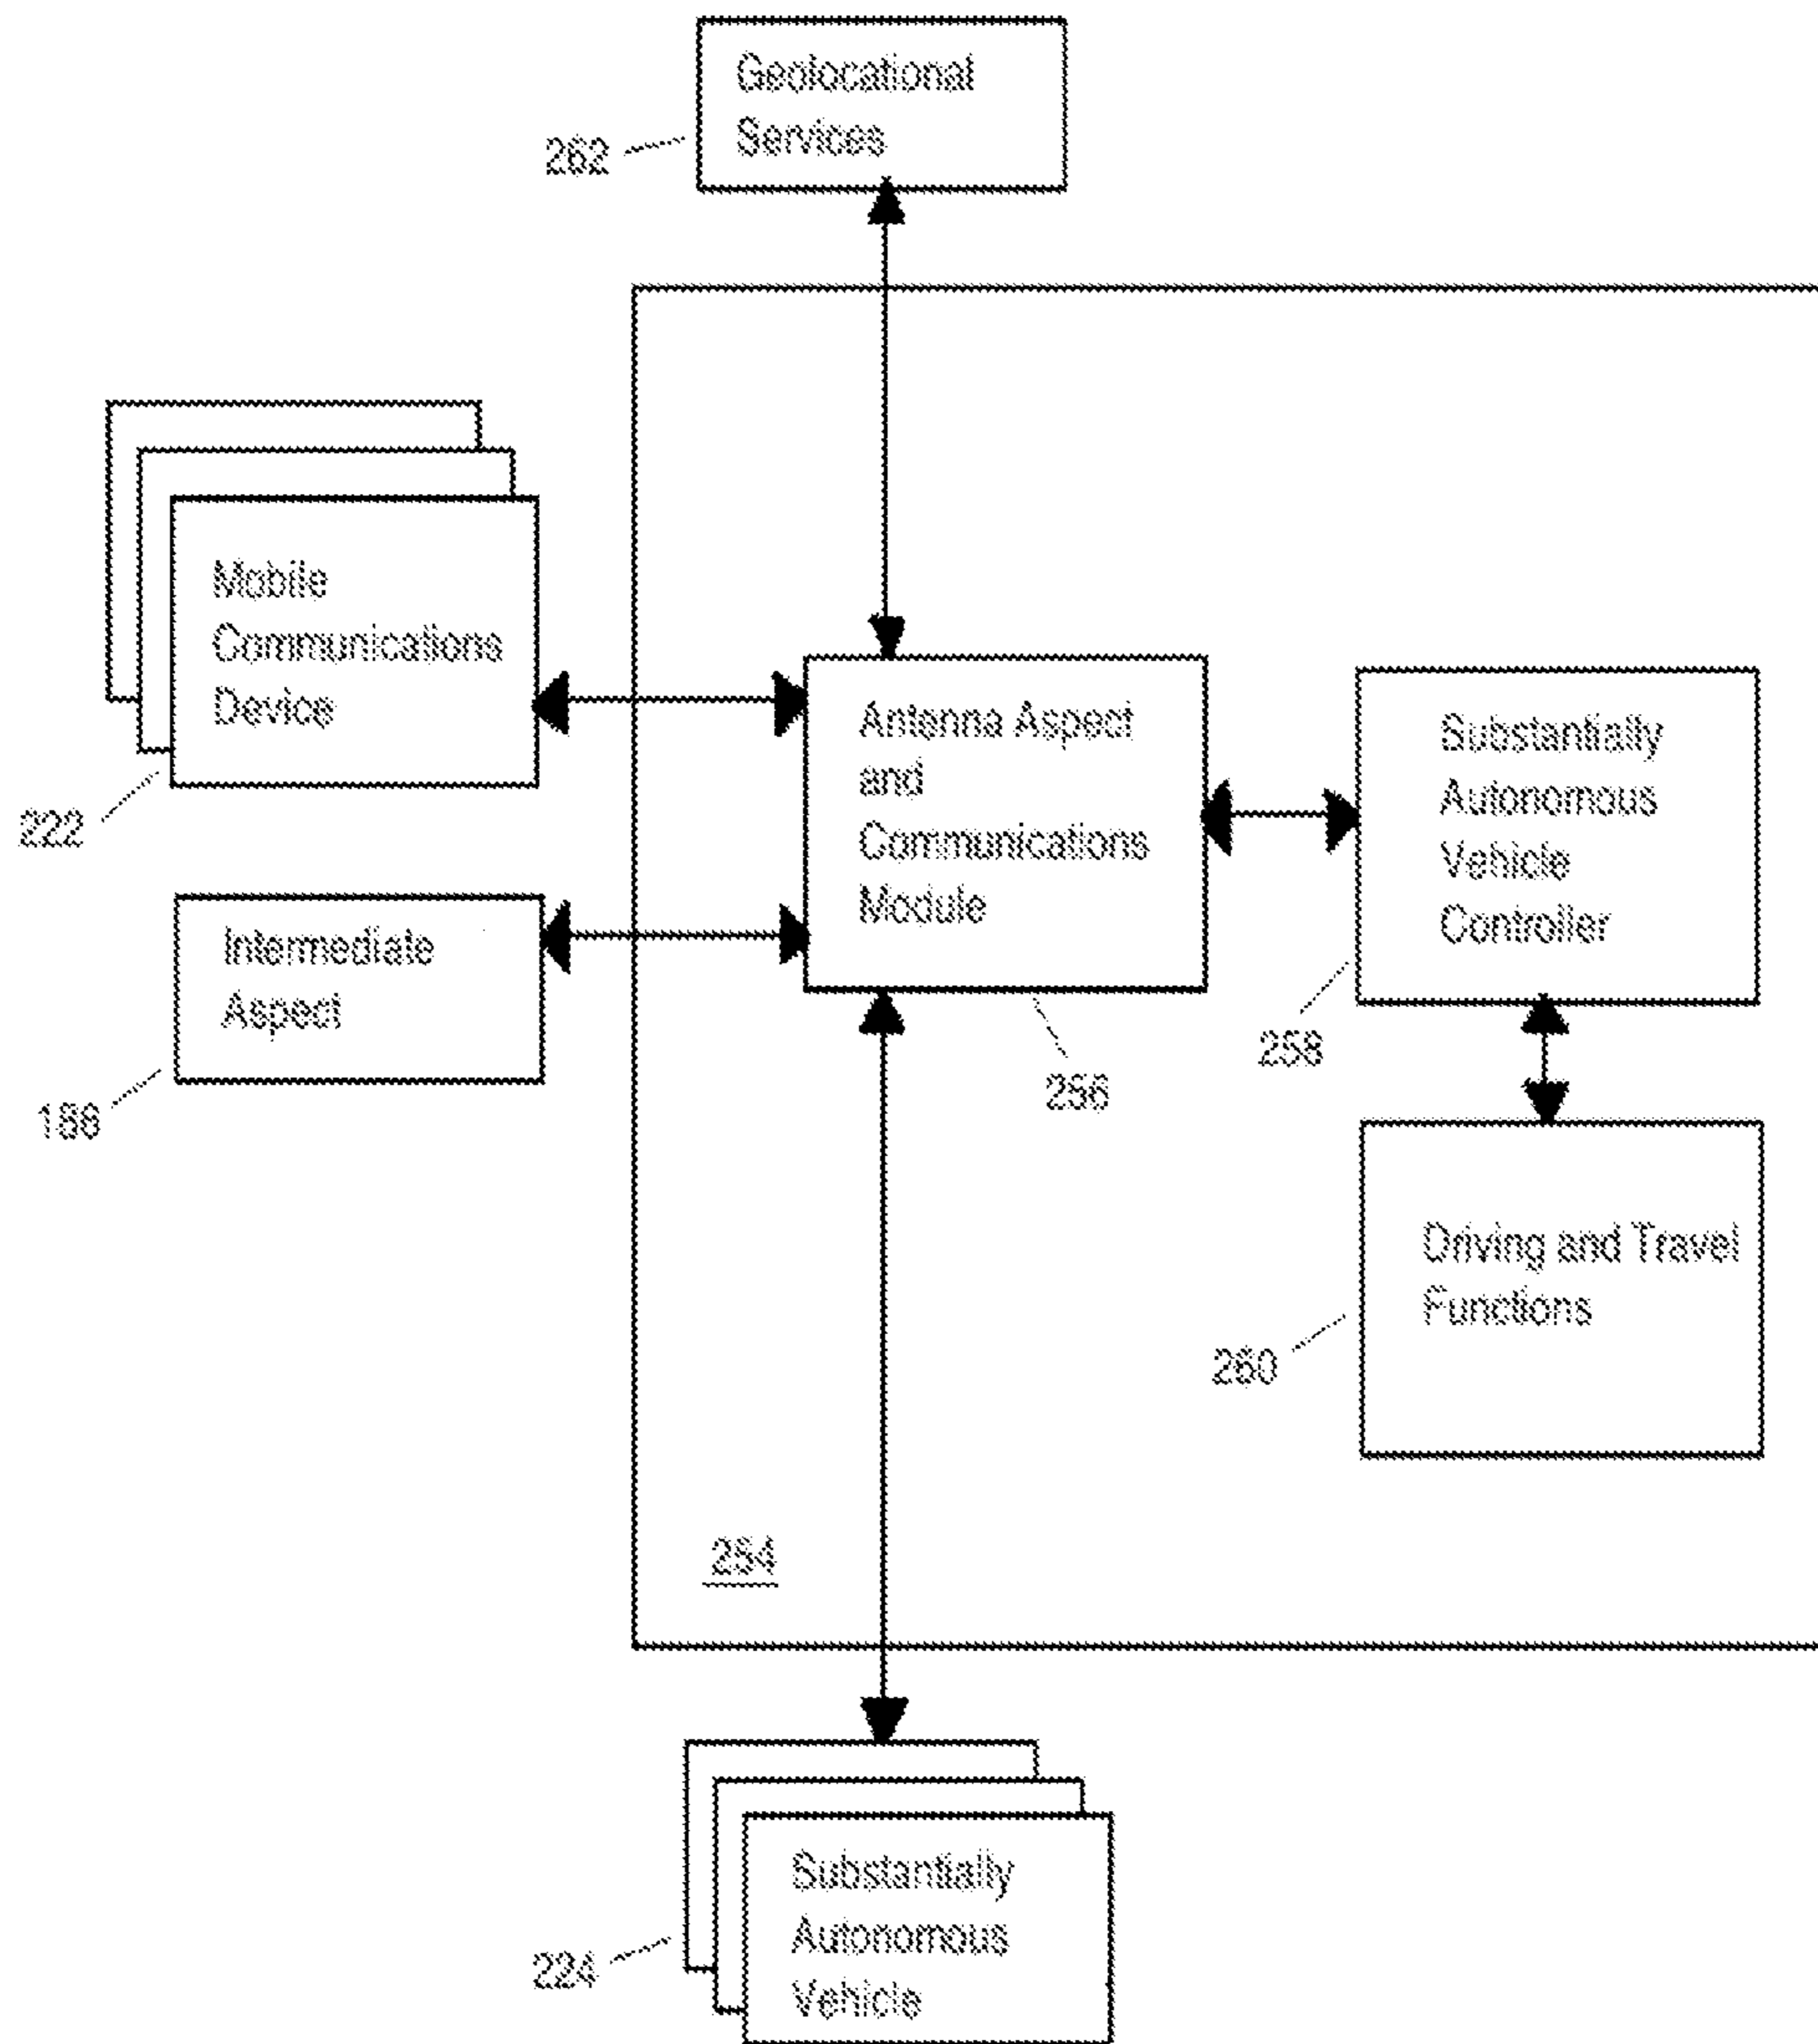 Geolocational
Services
262
Mobile
Communications
Device
222
Antenna Aspect
and
Communications
Module
256
Substantially
Autonomous
Vehicle
Controller
258
Intermediate
Aspect
186
Driving and Travel
Functions
260
254
Substantially
Autonomous
Vehicle
224